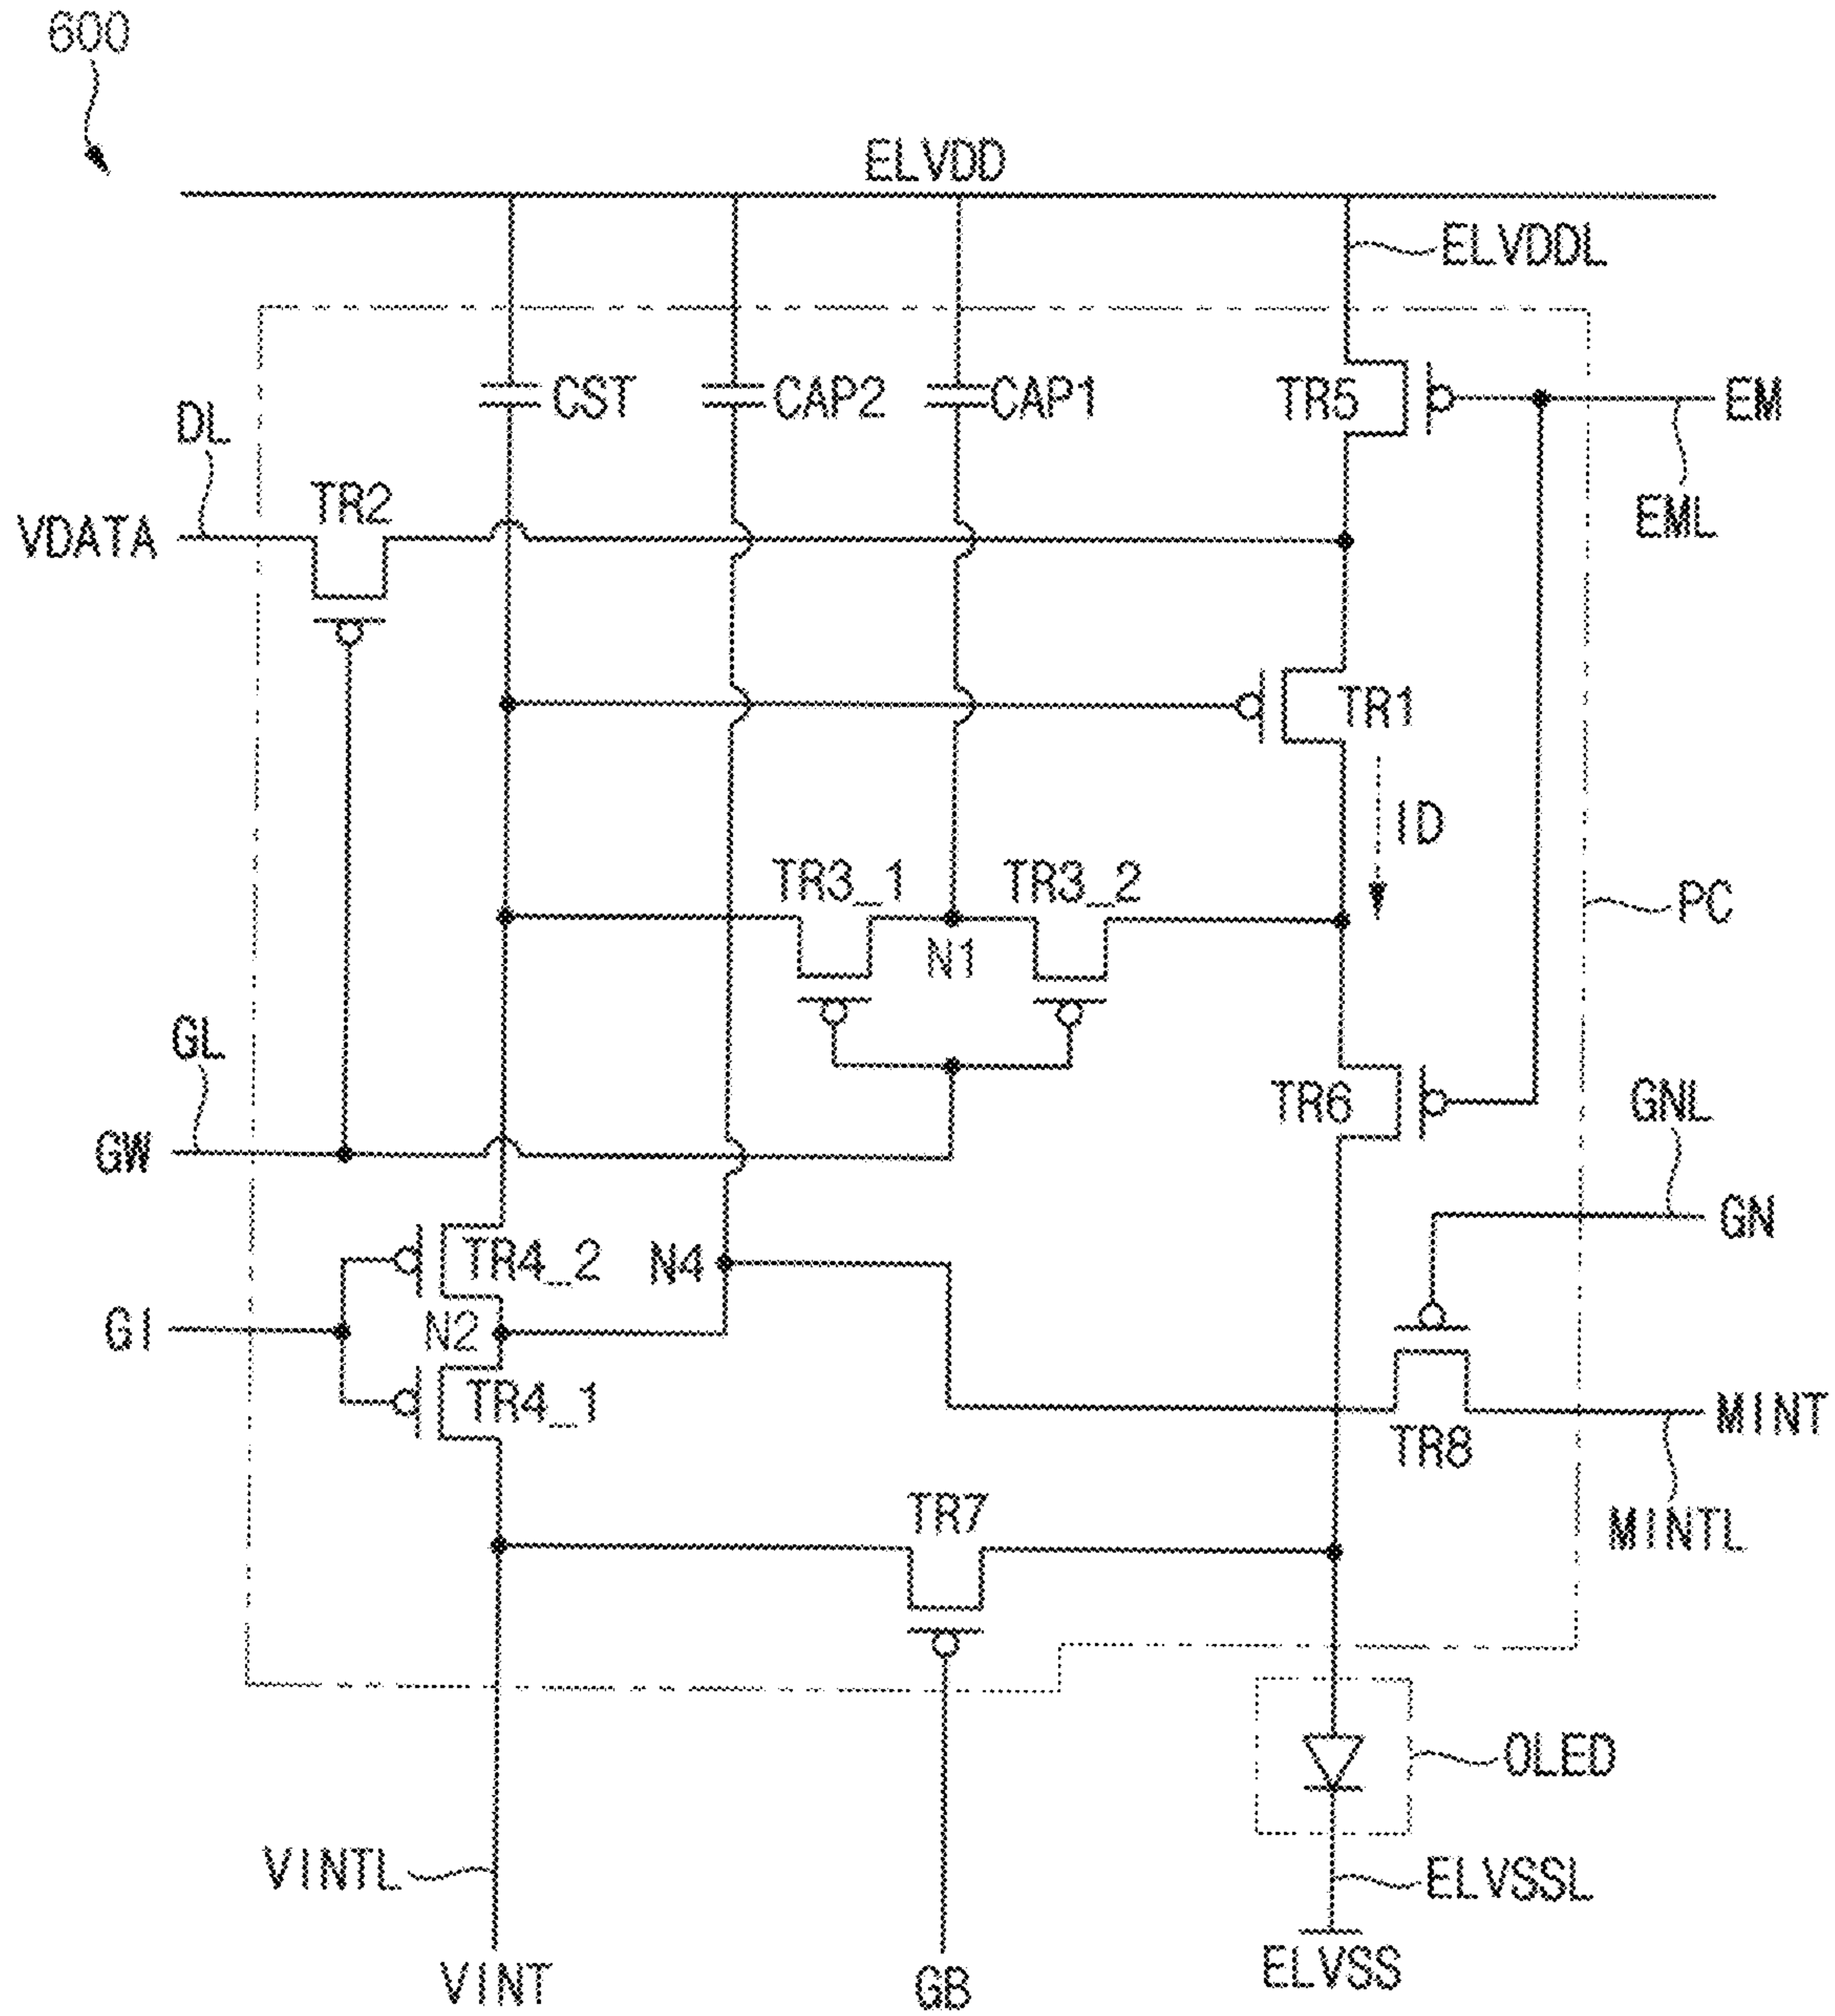 600
ELVDD
ELVDDL
CST
CAP2
CAP1
TR5
EM
DL
TR2
VDATA
EML
TR1
ID
TR3_1
TR3_2
PC
N1
GL
GW
TR6
GNL
GN
TR4_2
N4
GI
N2
TR4_1
MINT
TR8
TR7
MINTL
OLED
VINTL
ELVSSL
VINT
GB
ELVSS